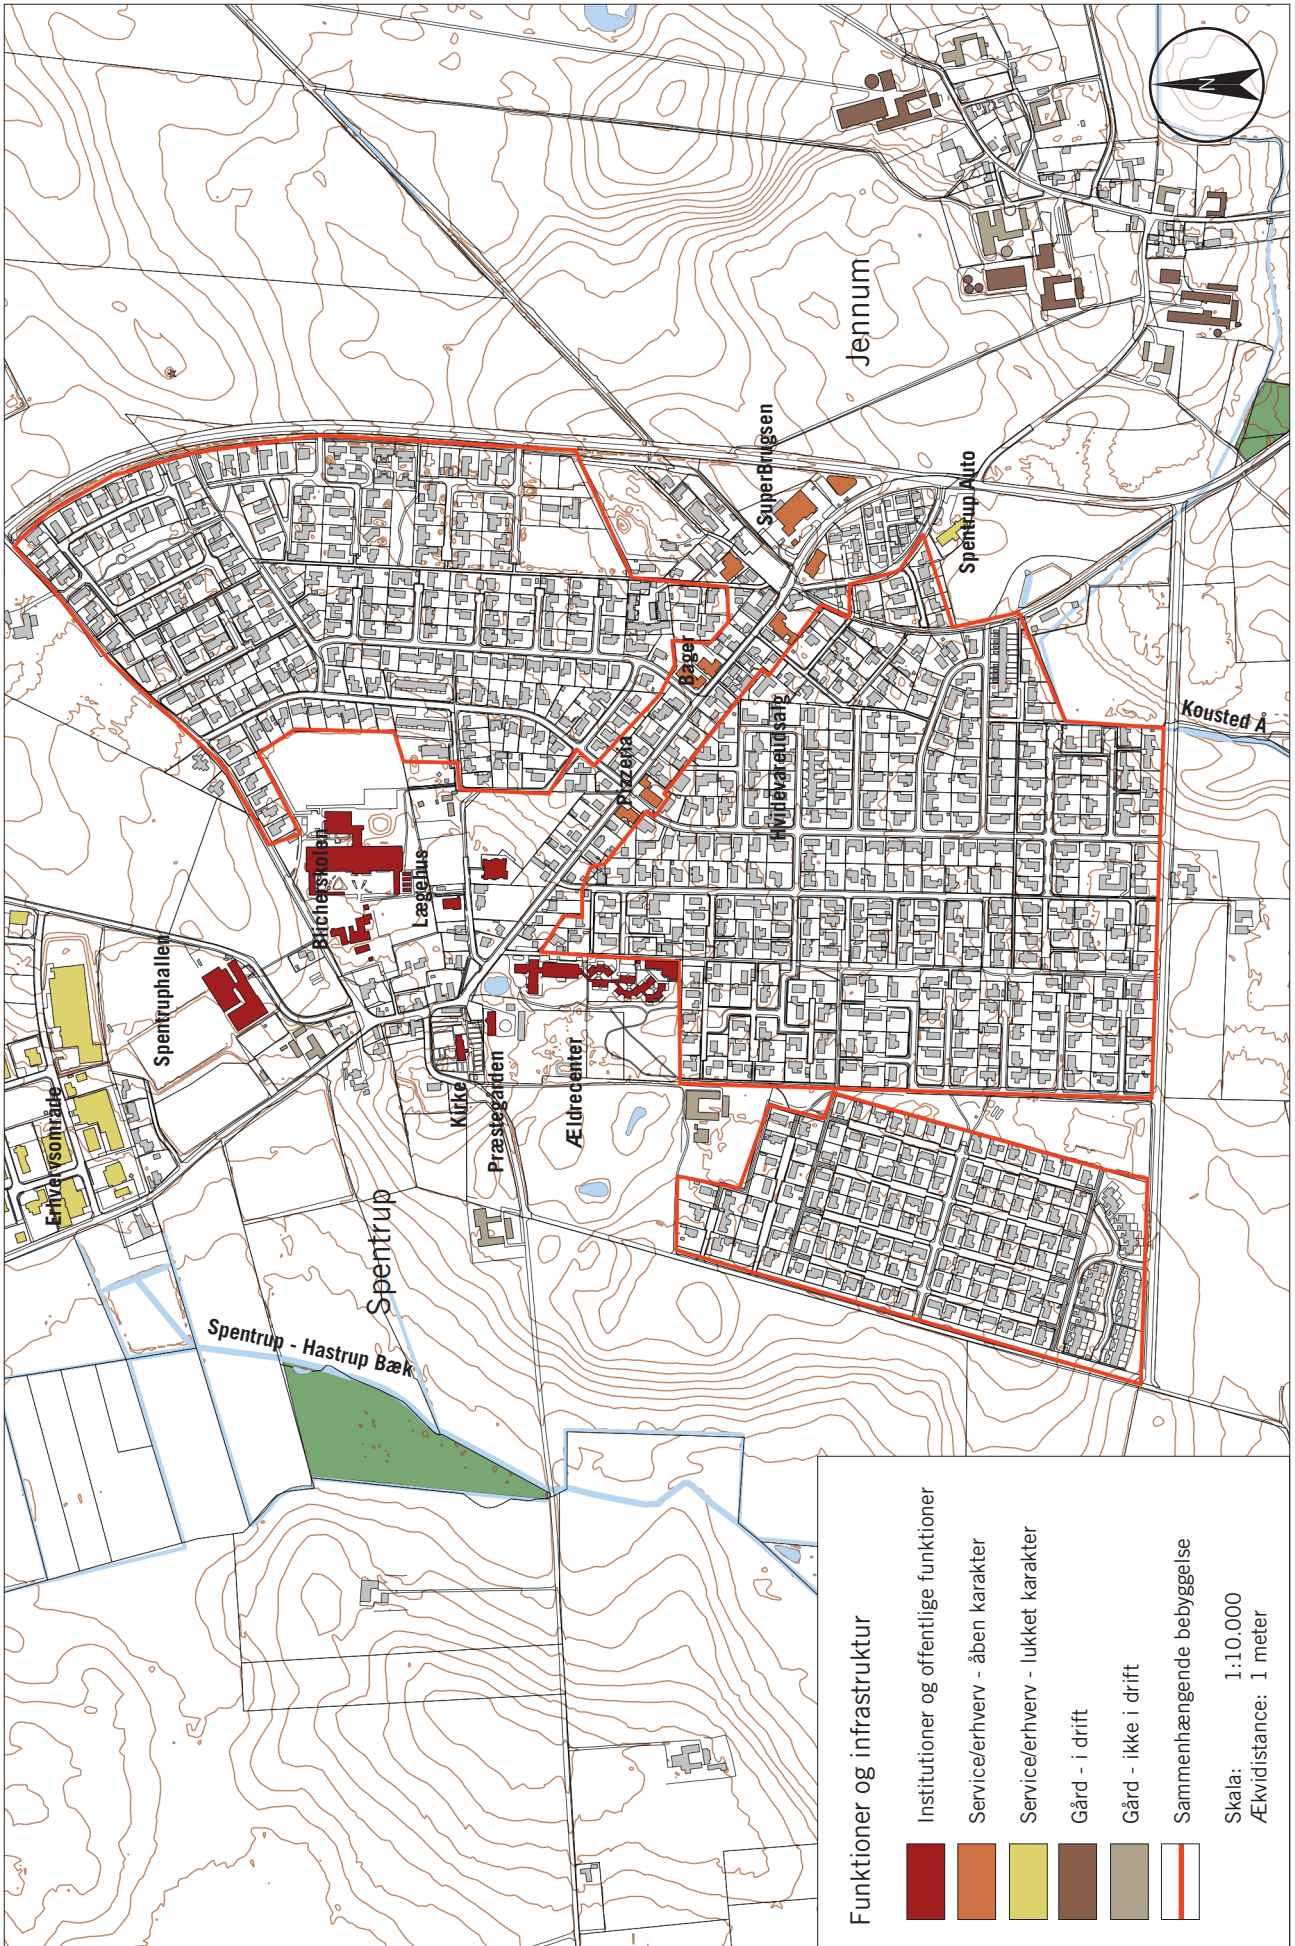 Erhvervsområde
Spentruphallen
Blicherskolen
Lægehus
Kirke
Præstegården
Ældrecenter
Spentrup
Spentrup - Hastrup Bæk
Pizzeria
Bager
Hvidevareudsalg
SuperBrugsen
Spentrup Auto
Jennum
Kousted Å
N
Funktioner og infrastruktur
Institutioner og offentlige funktioner
Service/erhverv - åben karakter
Service/erhverv - lukket karakter
Gård - i drift
Gård - ikke i drift
Sammenhængende bebyggelse
Skala: 1:10.000
Ækvidistance: 1 meter